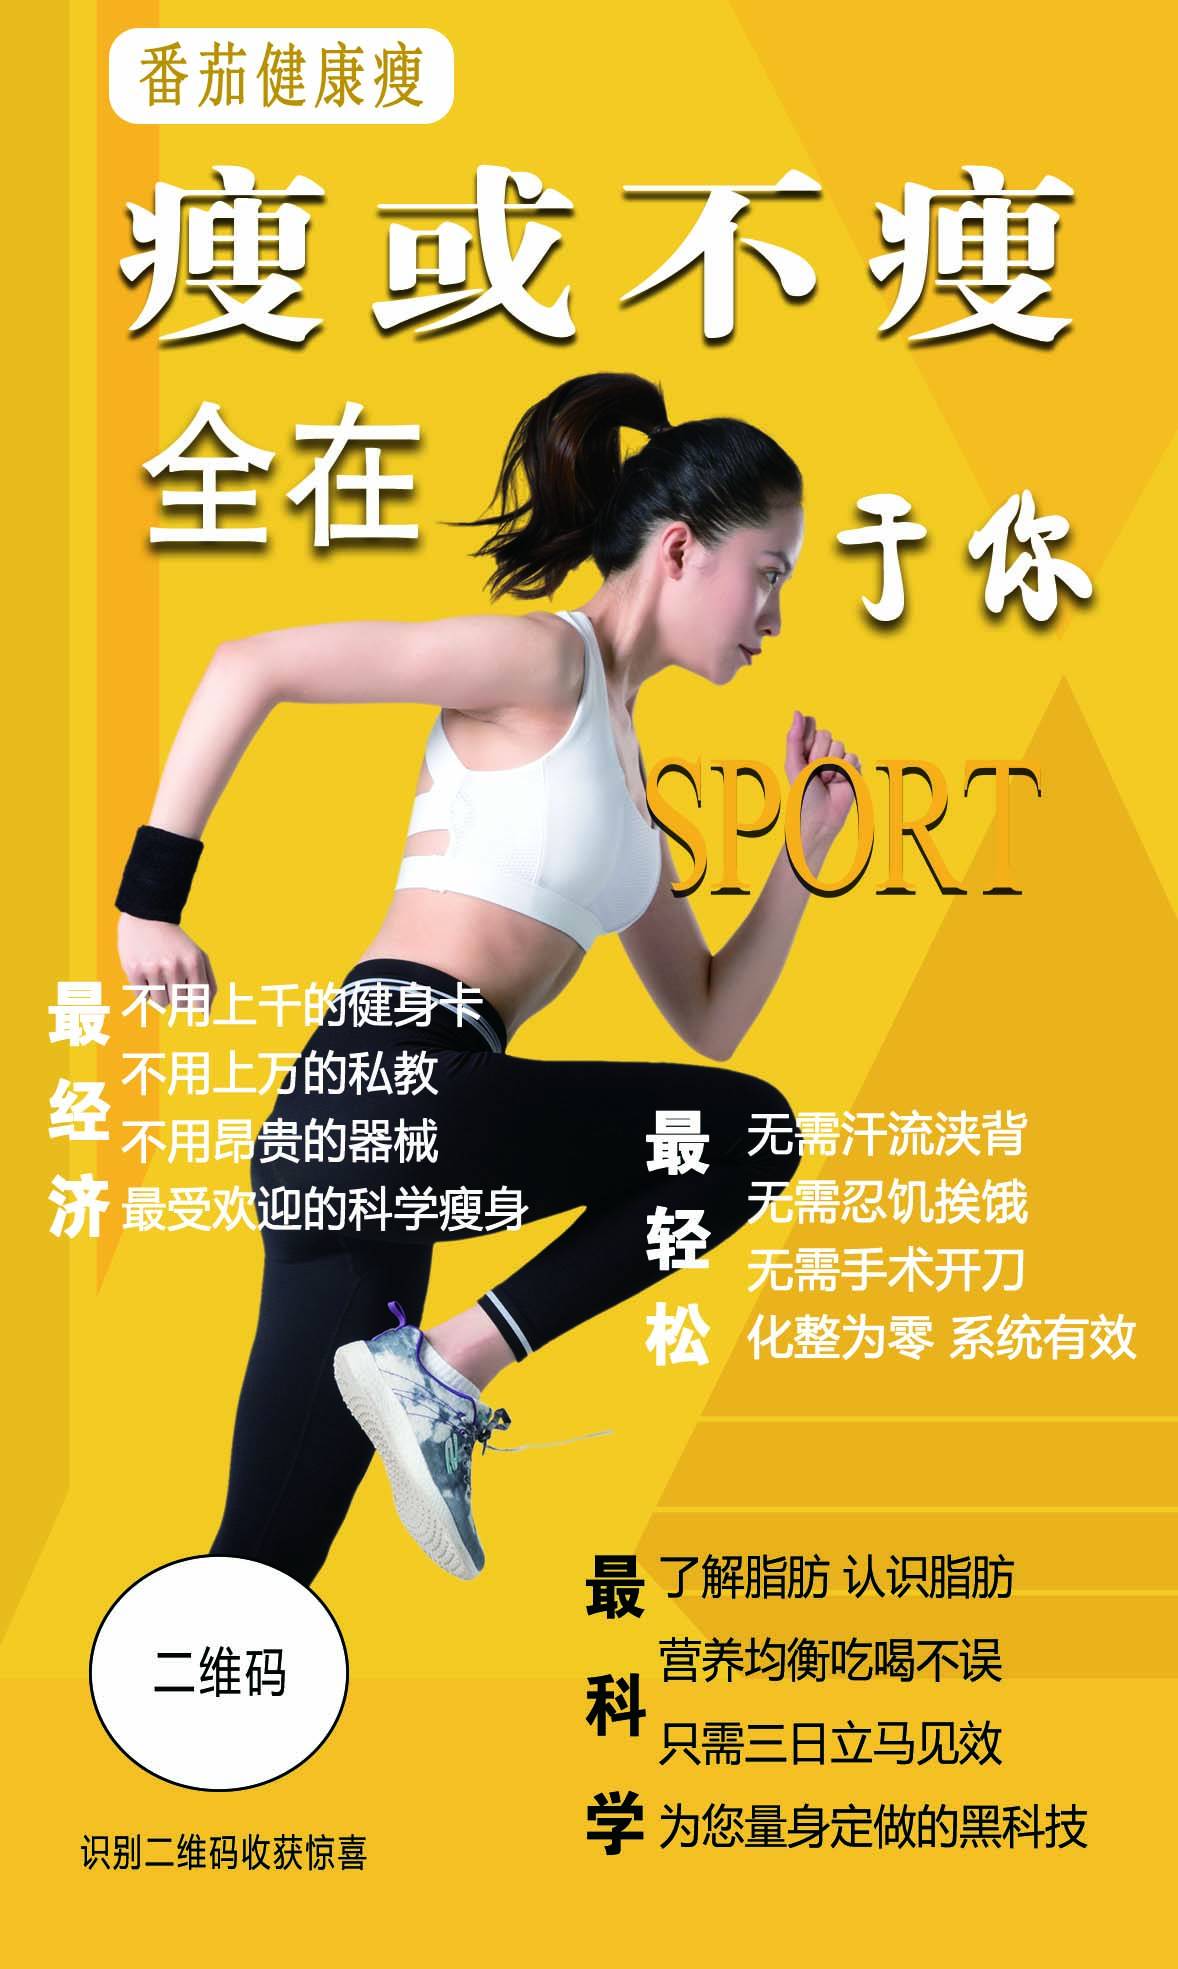 番茄健康瘦
瘦或不瘦
全在
于你
SPORT
最经济
不用上千的健身卡
不用上万的私教
不用昂贵的器械
最受欢迎的科学瘦身
最轻松
无需汗流浃背
无需忍饥挨饿
无需手术开刀
化整为零 系统有效
最科学
了解脂肪 认识脂肪
营养均衡吃喝不误
只需三日立马见效
为您量身定做的黑科技
二维码
识别二维码收获惊喜